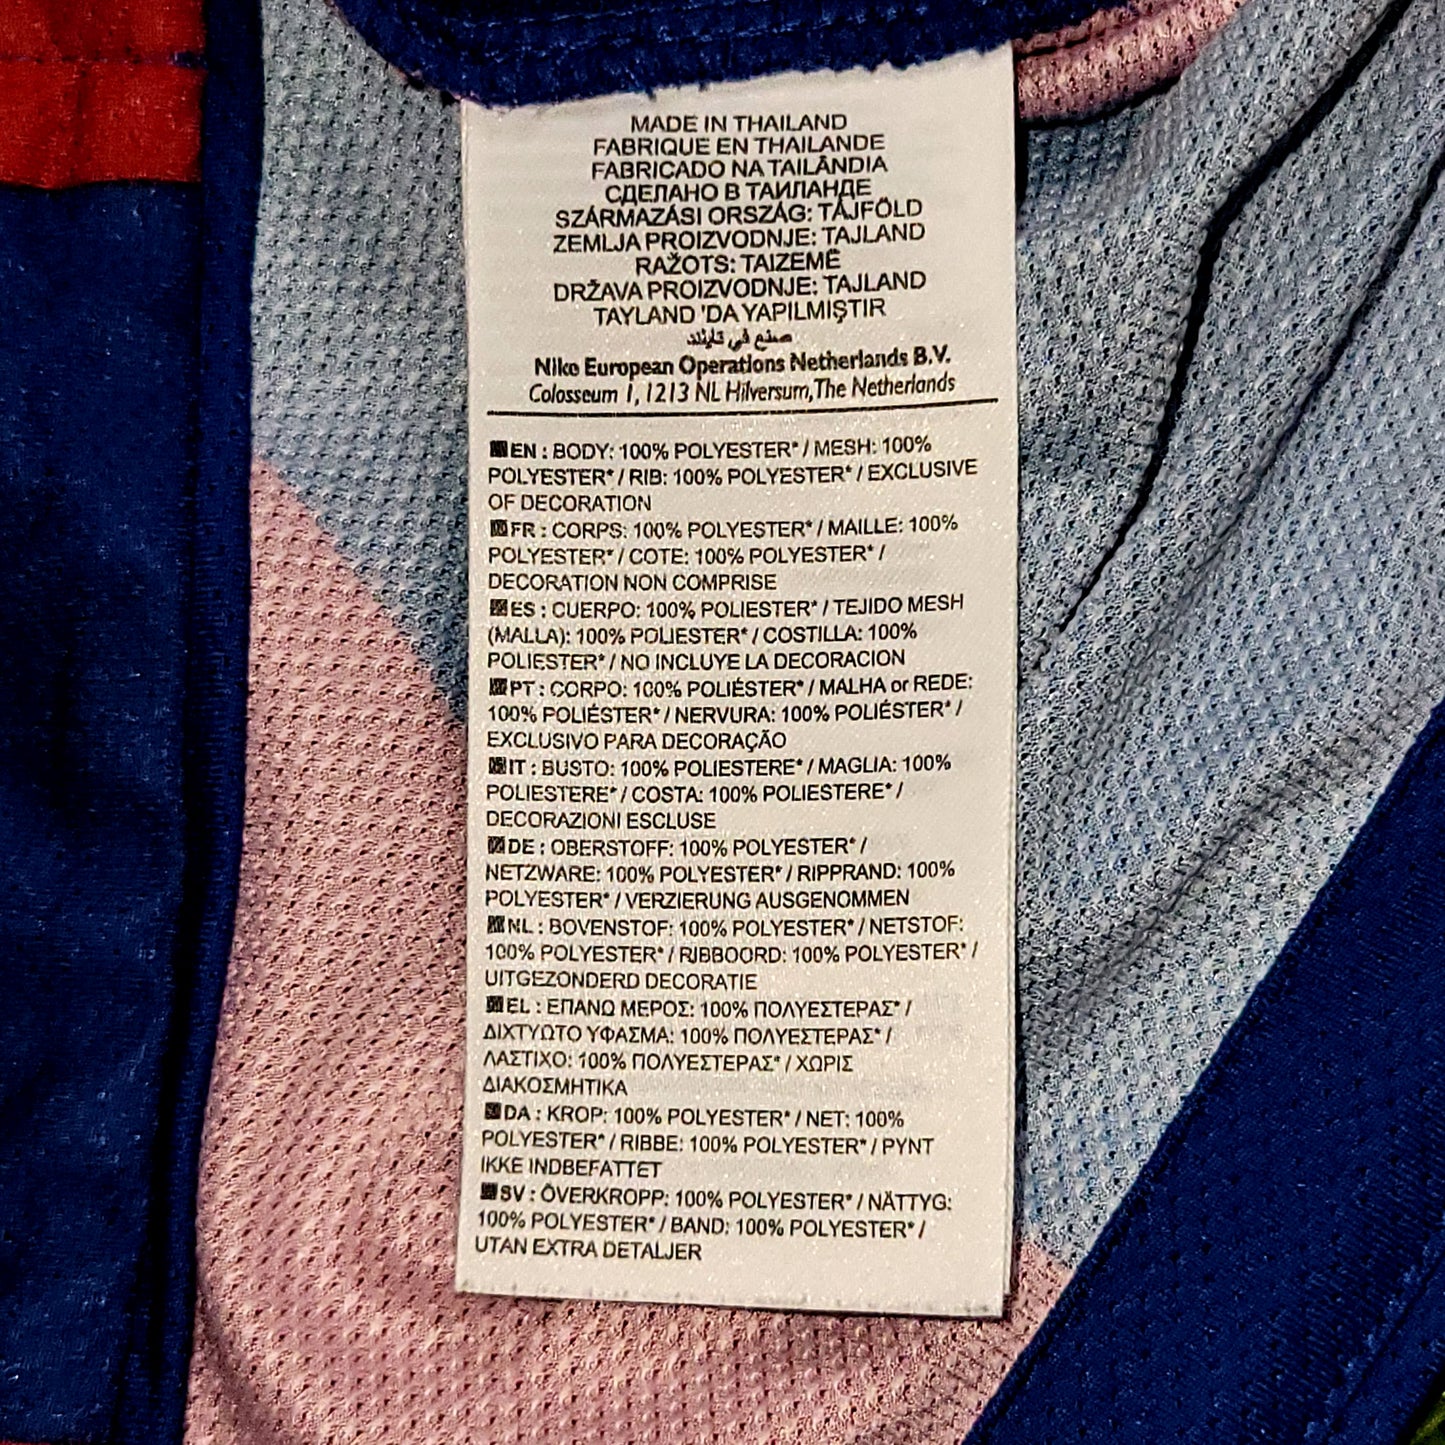 MADE IN THAILAND
FABRIQUE EN THAILANDE
FABRICADO NA TAILÂNDIA
СДЕЛАНО В ТАИЛАНДЕ
SZÁRMAZÁSI ORSZÁG: TÁJFÖLD
ZEMLJA PROIZVODNJE: TAJLAND
RAŽOTS: TAIZEMĒ
DRŽAVA PROIZVODNJE: TAJLAND
TAYLAND 'DA YAPILMIŞTIR
صنع في تايلند
Nike European Operations Netherlands B.V.
Colosseum 1, 1213 NL Hilversum, The Netherlands
EN : BODY: 100% POLYESTER* / MESH: 100%
POLYESTER* / RIB: 100% POLYESTER* / EXCLUSIVE
OF DECORATION
FR : CORPS: 100% POLYESTER* / MAILLE: 100%
POLYESTER* / COTE: 100% POLYESTER* /
DECORATION NON COMPRISE
ES : CUERPO: 100% POLIESTER* / TEJIDO MESH
(MALLA): 100% POLIESTER* / COSTILLA: 100%
POLIESTER* / NO INCLUYE LA DECORACION
PT : CORPO: 100% POLIÉSTER* / MALHA or REDE:
100% POLIÉSTER* / NERVURA: 100% POLIÉSTER* /
EXCLUSIVO PARA DECORAÇÃO
IT : BUSTO: 100% POLIESTERE* / MAGLIA: 100%
POLIESTERE* / COSTA: 100% POLIESTERE* /
DECORAZIONI ESCLUSE
DE : OBERSTOFF: 100% POLYESTER* /
NETZWARE: 100% POLYESTER* / RIPPRAND: 100%
POLYESTER* / VERZIERUNG AUSGENOMMEN
NL : BOVENSTOF: 100% POLYESTER* / NETSTOF:
100% POLYESTER* / RIBBOORD: 100% POLYESTER* /
UITGEZONDERD DECORATIE
EL : ΕΠΑΝΩ ΜΕΡΟΣ: 100% ΠΟΛΥΕΣΤΕΡΑΣ* /
ΔΙΧΤΥΩΤΟ ΥΦΑΣΜΑ: 100% ΠΟΛΥΕΣΤΕΡΑΣ* /
ΛΑΣΤΙΧΟ: 100% ΠΟΛΥΕΣΤΕΡΑΣ* / ΧΩΡΙΣ
ΔΙΑΚΟΣΜΗΤΙΚΑ
DA : KROP: 100% POLYESTER* / NET: 100%
POLYESTER* / RIBBE: 100% POLYESTER* / PYNT
IKKE INDBEFATTET
SV : ÖVERKROPP: 100% POLYESTER* / NÄTTYG:
100% POLYESTER* / BAND: 100% POLYESTER* /
UTAN EXTRA DETALJER